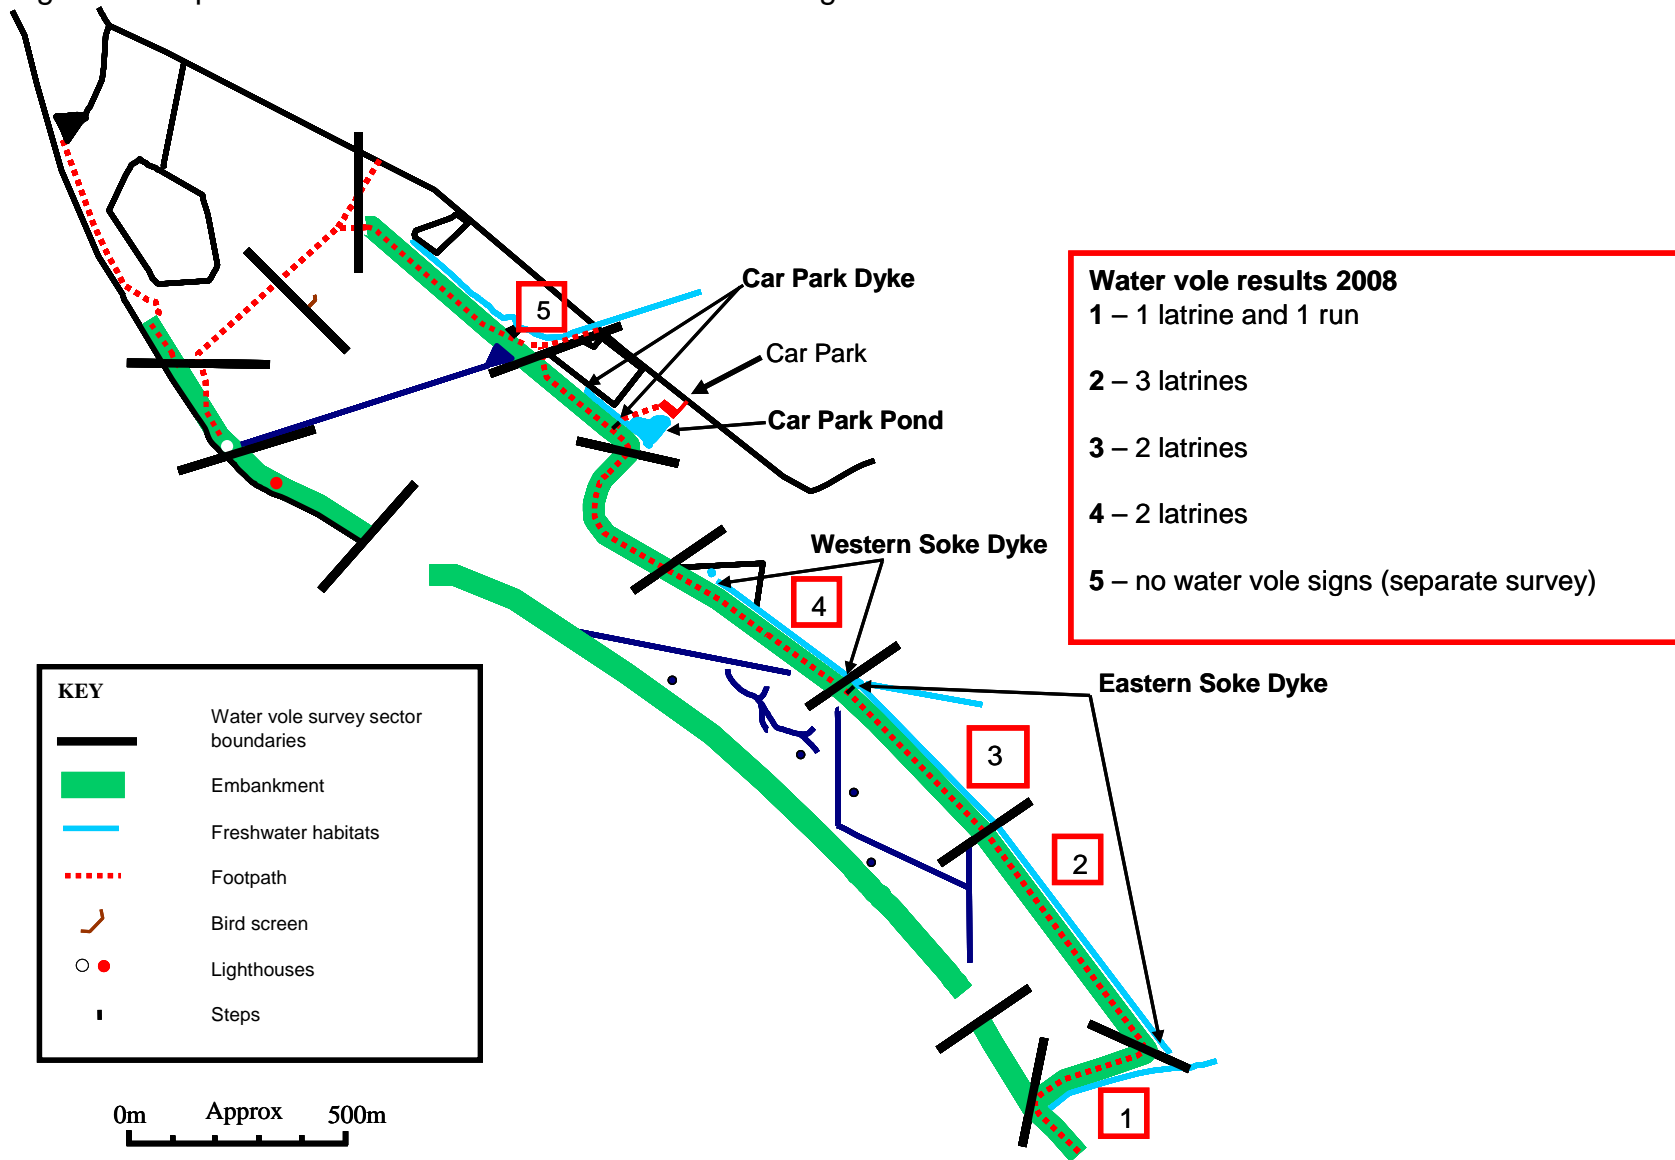 Car Park Dyke
5
Car Park
Car Park Pond
Water vole results 2008
1 – 1 latrine and 1 run
2 – 3 latrines
3 – 2 latrines
4 – 2 latrines
5 – no water vole signs (separate survey)
Western Soke Dyke
4
Eastern Soke Dyke
3
2
1
KEY
Water vole survey sector
boundaries
Embankment
Freshwater habitats
Footpath
Bird screen
Lighthouses
Steps
0m Approx 500m